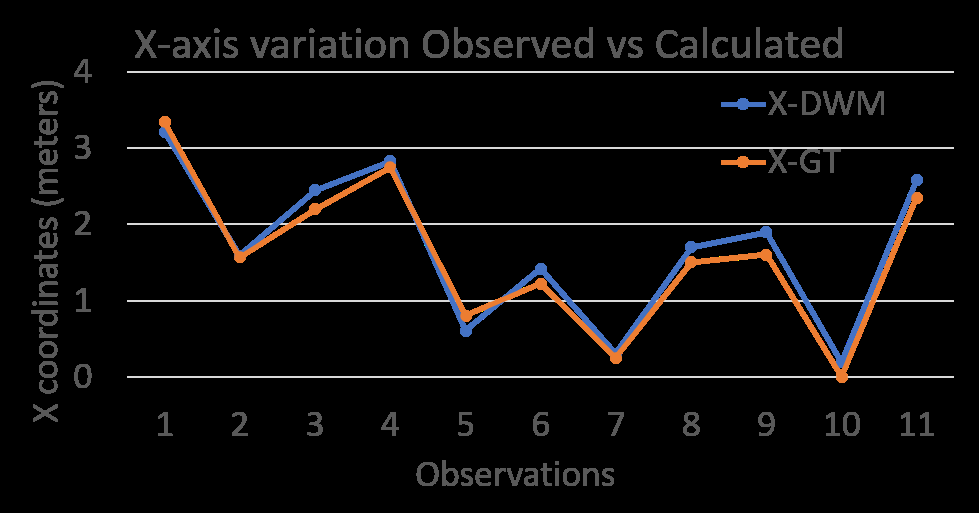 X-axis variation Observed vs Calculated
4
3
2
1
0
X coordinates (meters)
X-DWM
X-GT
1 2 3 4 5 6 7 8 9 10 11
Observations